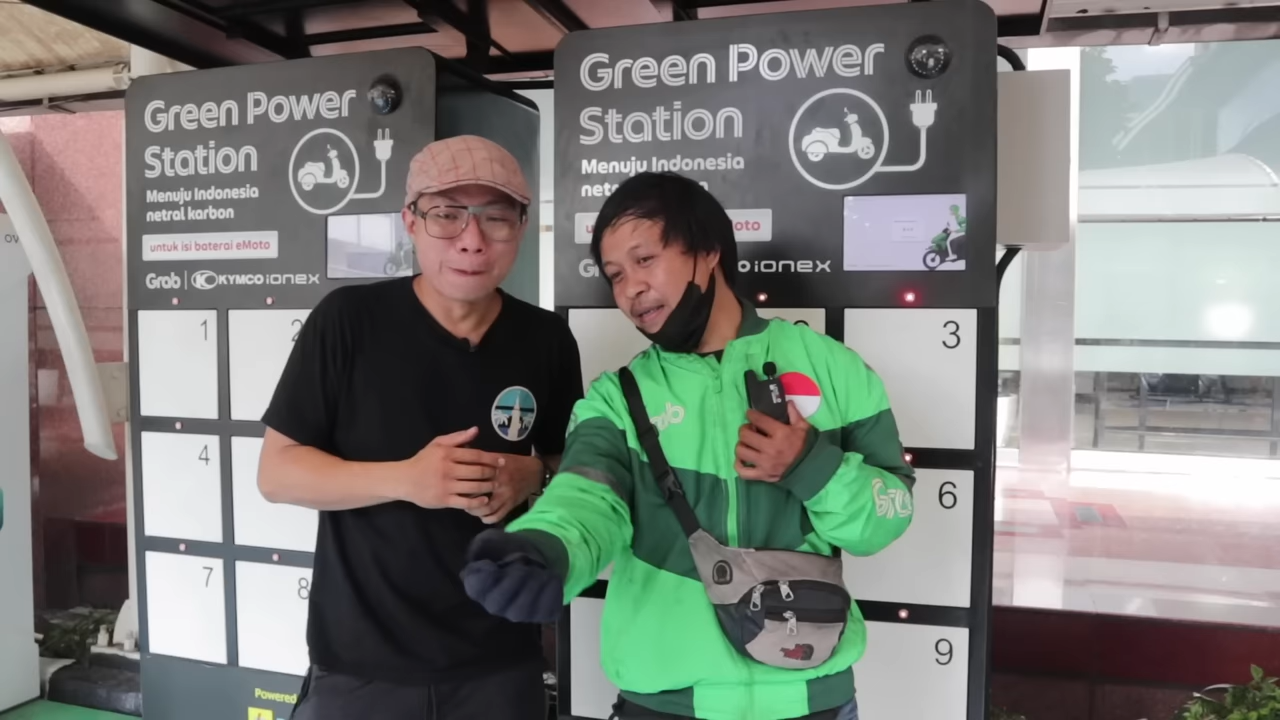 Green Power
Station
Menuju Indonesia
netral karbon
untuk isi baterai eMoto
Grab KYMCO ionex
1
2
4
7
8
Powered
Green Power
Station
Menuju Indonesia
ionex
3
6
9
Grab